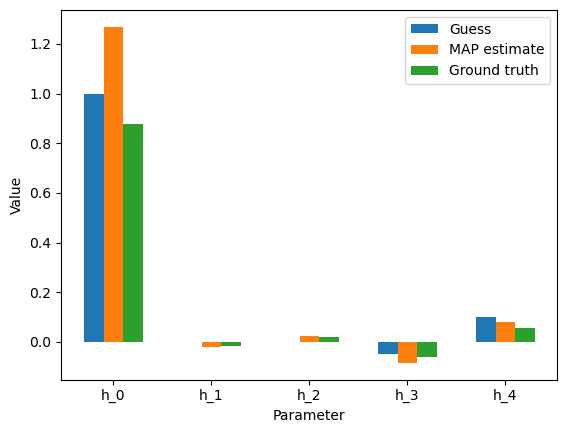 Guess
MAP estimate
Ground truth
Value
1.2
1.0
0.8
0.6
0.4
0.2
0.0
h_0 h_1 h_2 h_3 h_4
Parameter